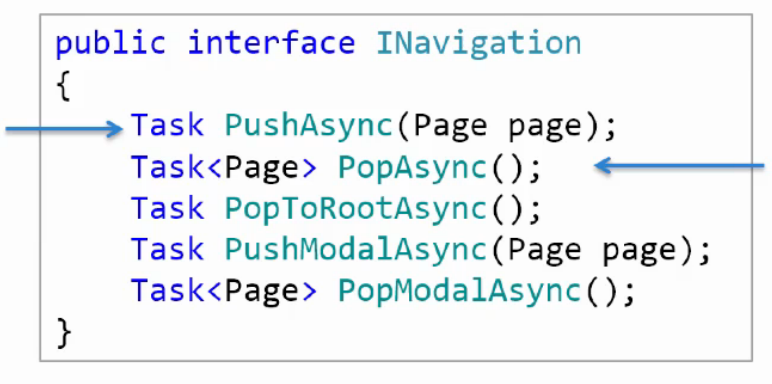 public interface INavigation
{
Task PushAsync(Page page);
Task<Page> PopAsync();
Task PopToRootAsync();
Task PushModalAsync(Page page);
Task<Page> PopModalAsync();
}